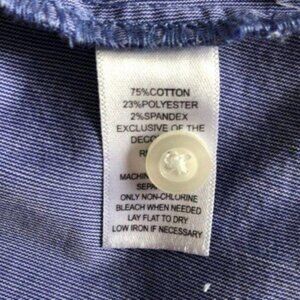 75%COTTON
23%POLYESTER
2%SPANDEX
EXCLUSIVE OF THE
ONLY NON-CHLORINE
BLEACH WHEN NEEDED
LAY FLAT TO DRY
LOW IRON IF NECESSARY